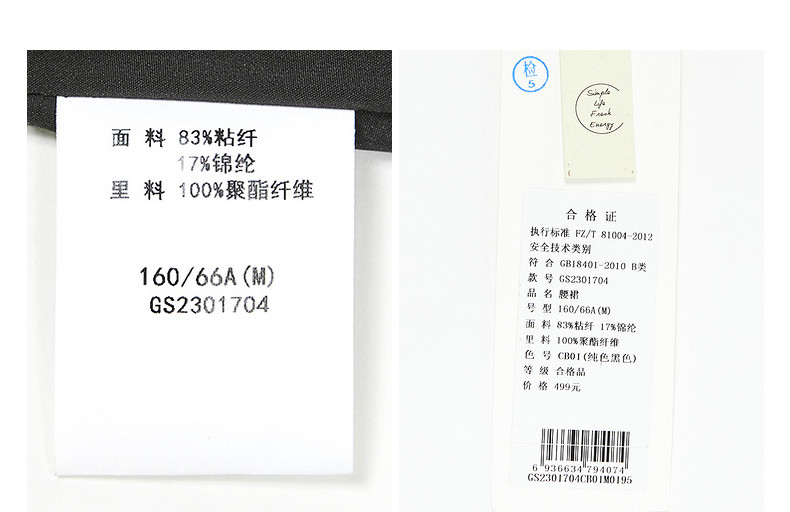 面 料 83%粘纤
17%锦纶
里 料 100%聚酯纤维
160/66A(M)
GS2301704
检
5
Simple
Life
Fresh
Energy
合格证
执行标准 FZ/T 81004-2012
安全技术类别
符 合 GB18401-2010 B类
款 号 GS2301704
品 名 腰裙
号 型 160/66A(M)
面 料 83%粘纤 17%锦纶
里 料 100%聚酯纤维
色 号 CB01(纯色黑色)
等 级 合格品
价 格 499元
6 936634 794074
GS2301704CB01M0195